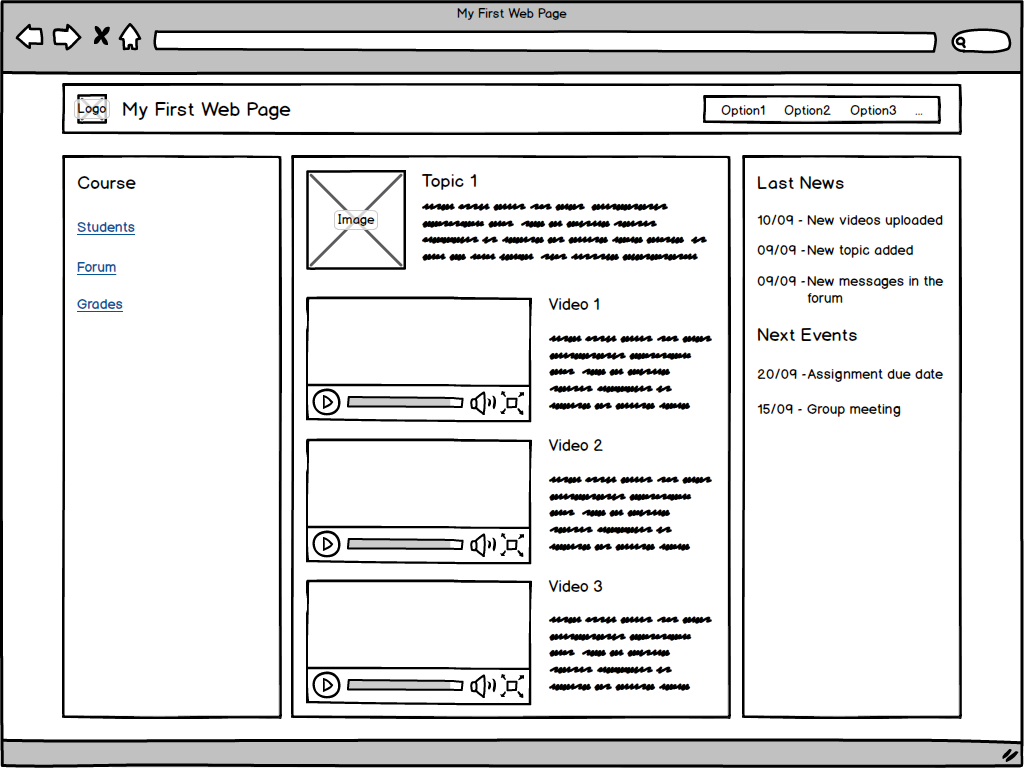 My First Web Page
Logo
My First Web Page
Option1 Option2 Option3 ...
Course
Students
Forum
Grades
Image
Topic 1
Video 1
Video 2
Video 3
Last News
10/09 - New videos uploaded
09/09 - New topic added
09/09 - New messages in the
forum
Next Events
20/09 - Assignment due date
15/09 - Group meeting